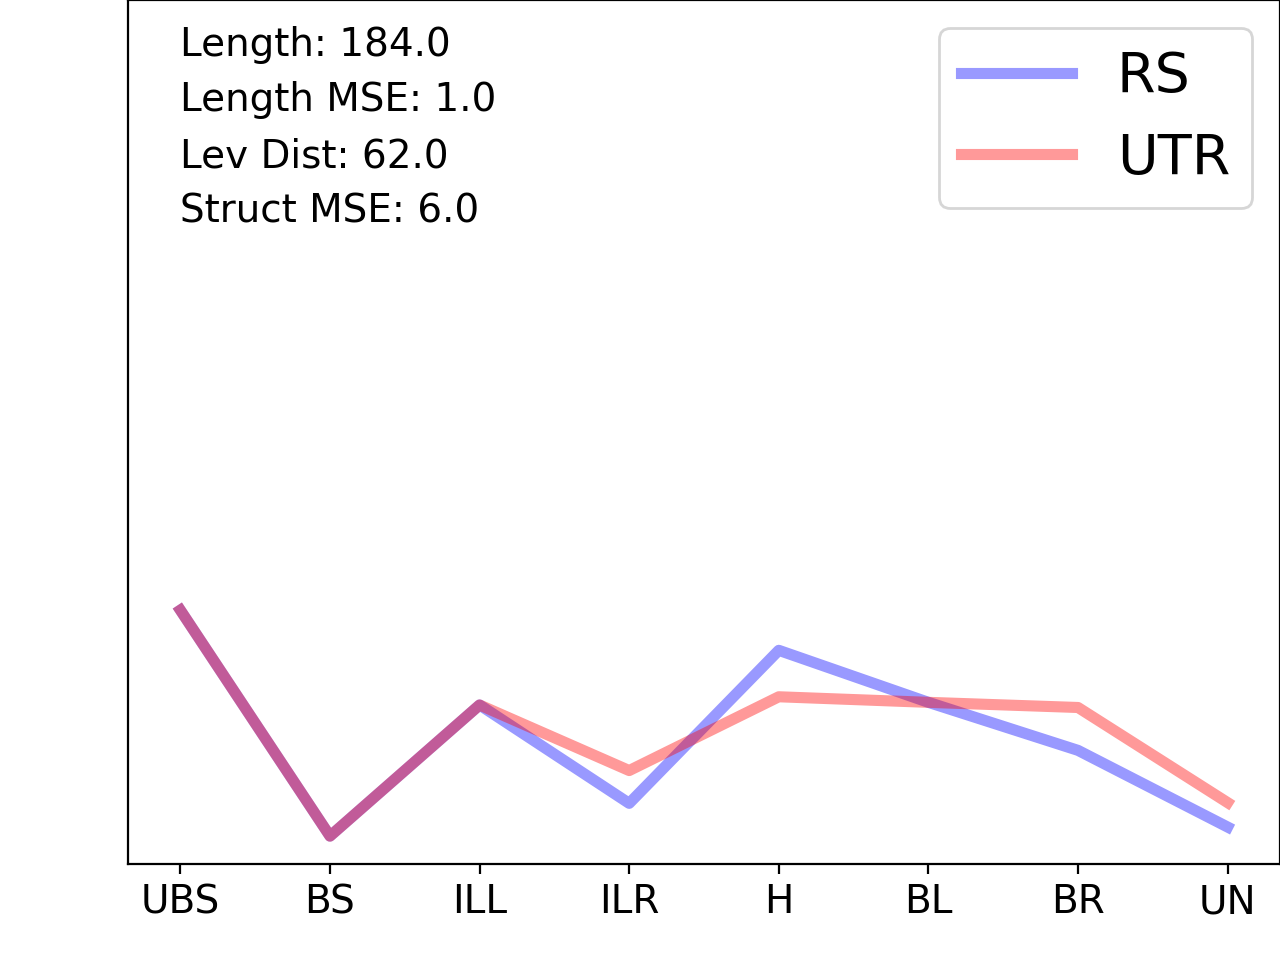 Length: 184.0
Length MSE: 1.0
Lev Dist: 62.0
Struct MSE: 6.0
RS
UTR
UBS BS ILL ILR H BL BR UN